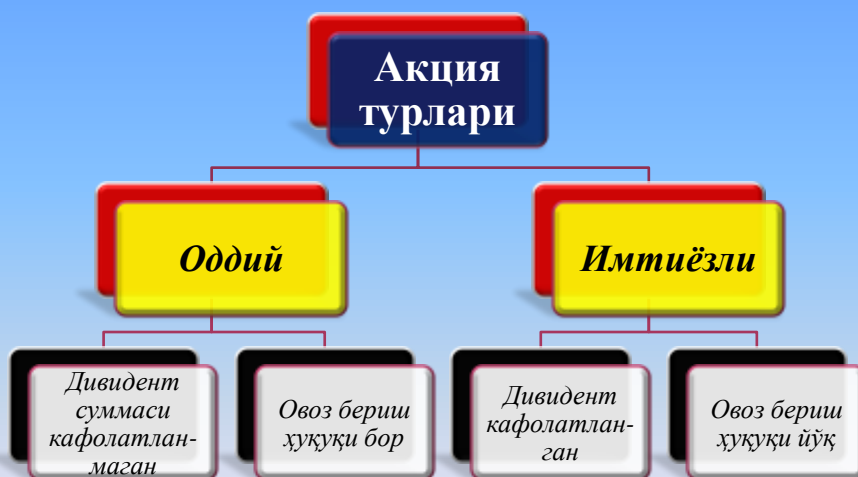 Акция
турлари
Оддий
Имтиёзли
Дивидент
суммаси
кафолатлан-
маган
Овоз бериш
ҳуқуқи бор
Дивидент
кафолатлан-
ган
Овоз бериш
ҳуқуқи йўқ